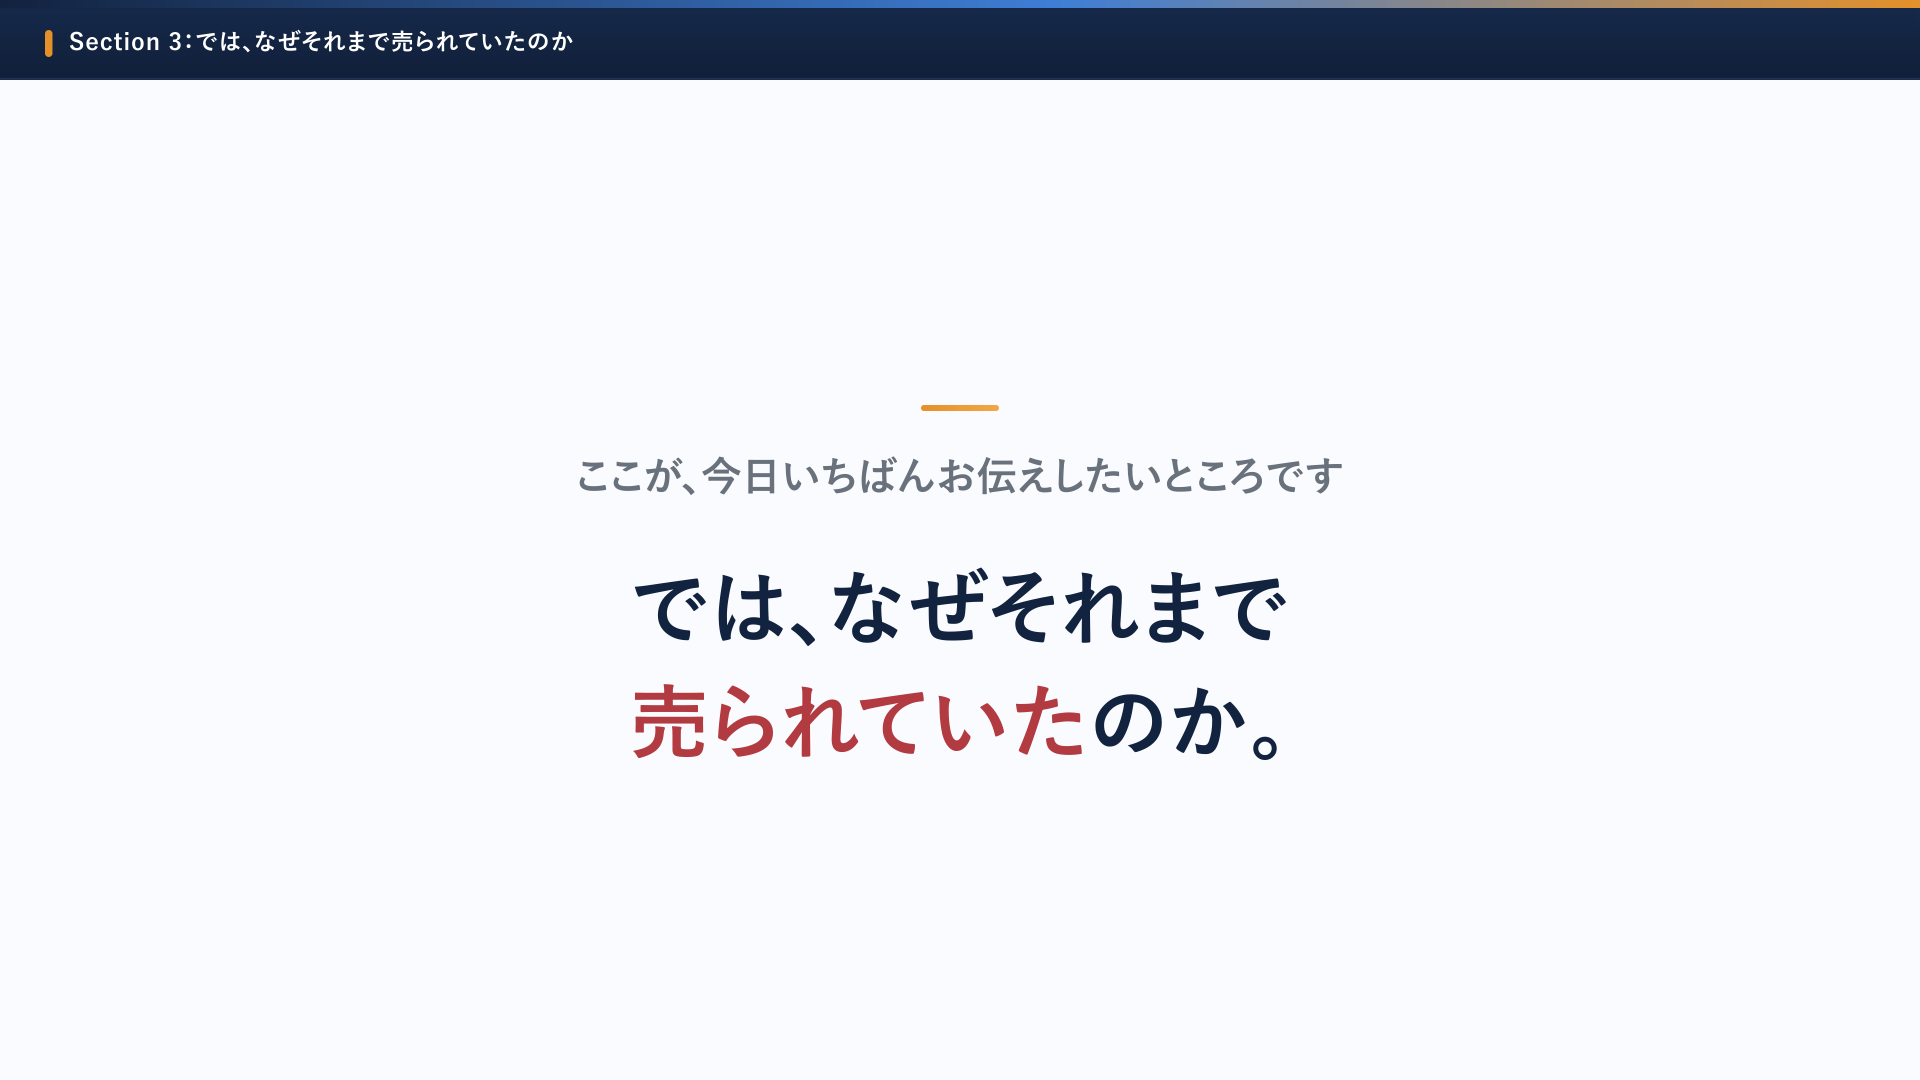 Section 3：では、なぜそれまで売られていたのか
ここが、今日いちばんお伝えしたいところです
では、なぜそれまで
売られていたのか。